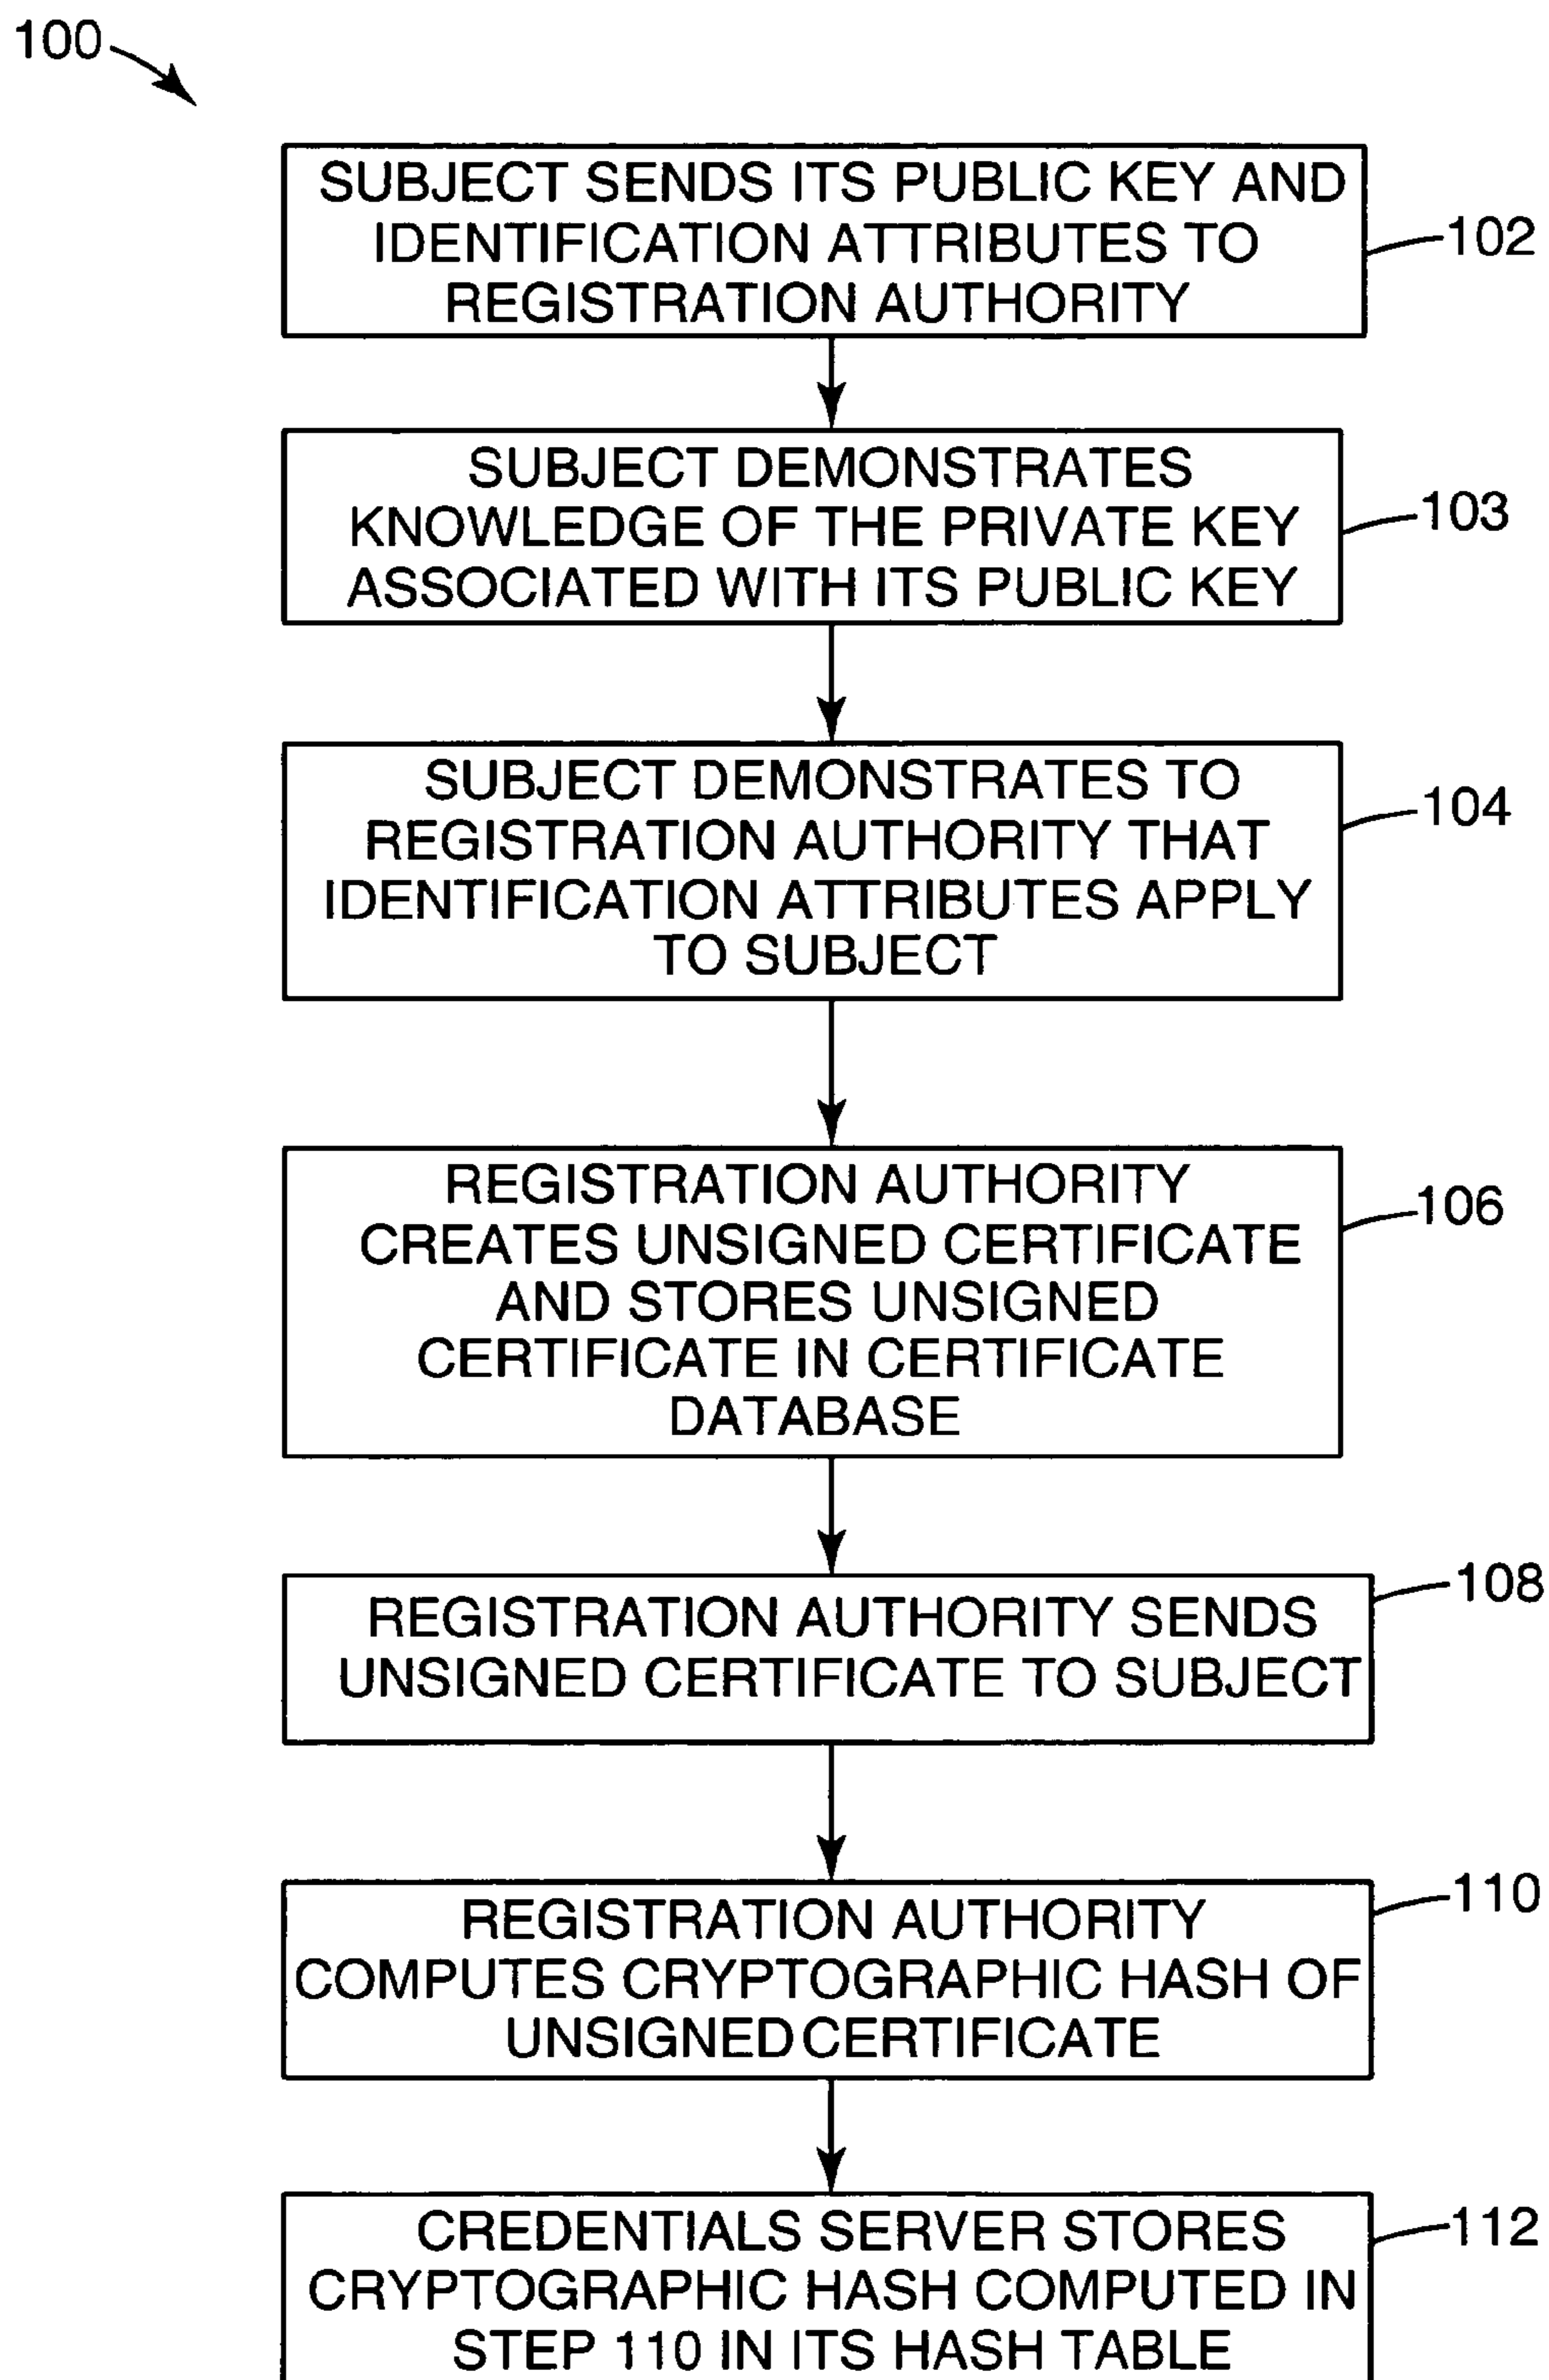 100
SUBJECT SENDS ITS PUBLIC KEY AND
IDENTIFICATION ATTRIBUTES TO
REGISTRATION AUTHORITY
102
SUBJECT DEMONSTRATES
KNOWLEDGE OF THE PRIVATE KEY
ASSOCIATED WITH ITS PUBLIC KEY
103
SUBJECT DEMONSTRATES TO
REGISTRATION AUTHORITY THAT
IDENTIFICATION ATTRIBUTES APPLY
TO SUBJECT
104
REGISTRATION AUTHORITY
CREATES UNSIGNED CERTIFICATE
AND STORES UNSIGNED
CERTIFICATE IN CERTIFICATE
DATABASE
106
REGISTRATION AUTHORITY SENDS
UNSIGNED CERTIFICATE TO SUBJECT
108
REGISTRATION AUTHORITY
COMPUTES CRYPTOGRAPHIC HASH OF
UNSIGNED CERTIFICATE
110
CREDENTIALS SERVER STORES
CRYPTOGRAPHIC HASH COMPUTED IN
STEP 110 IN ITS HASH TABLE
112